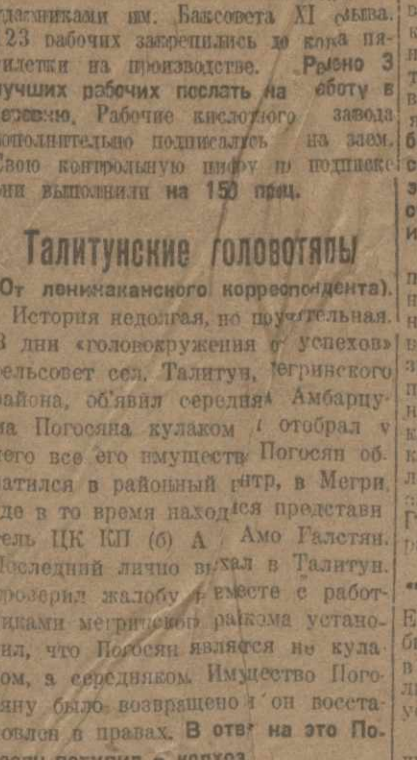 им. Баксовета XI
23 рабочих закрепились до конца пя-
тилетки на производстве. 3
лучших рабочих послать на работу в
Рабочие кислотного завода
дополнительно подписались на заем.
Свою контрольную цифру по подписке
они выполнили на 150 проц.
Талитунские головотяпы
(От ленинаканского корреспондента).
История недолгая, но поучительная.
В дни «головокружения от успехов»
сельсовет сел. Талитун, Мегринского
района, об'явил середняка Амбарцу-
ма Погосяна кулаком и отобрал у
него все его имущество Погосян об-
ратился в районный центр, в Мегри,
где в то время находился представи
тель ЦК КП (б) А Амо Галстян.
Последний лично выехал в Талитун.
проверил жалобу и вместе с работ-
никами мегринского райкома устано-
вил, что Погосян является не кула-
ком, а середняком. Имущество Пого-
сяну было возвращено и он восста-
новлен в правах. В ответ на это По-
в колхоз